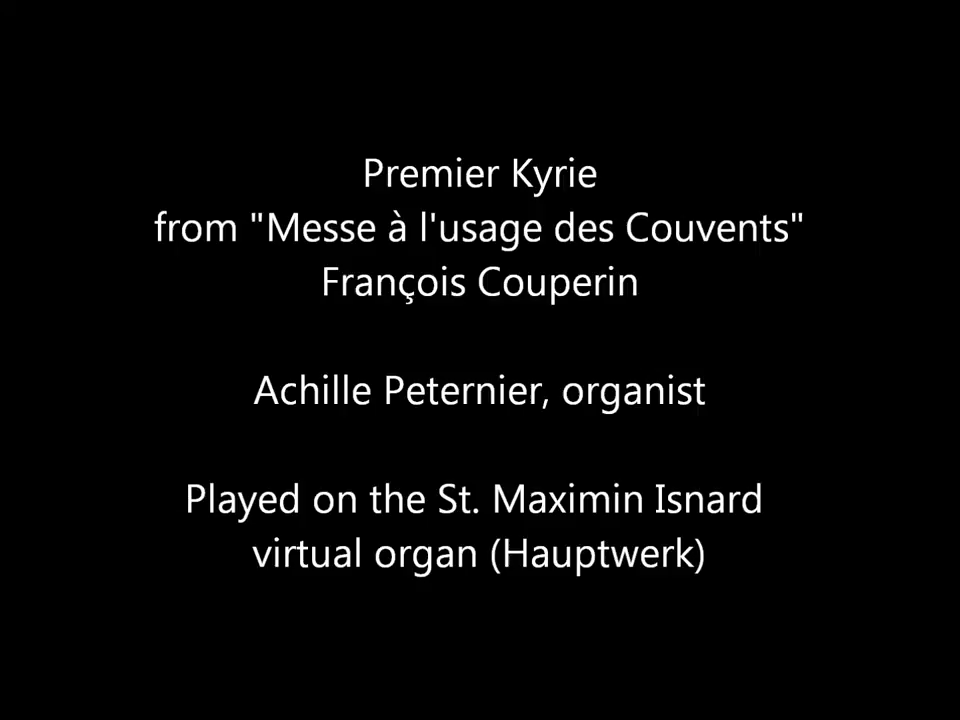 Premier Kyrie
from "Messe à l'usage des Couvents"
François Couperin
Achille Peternier, organist
Played on the St. Maximin Isnard
virtual organ (Hauptwerk)